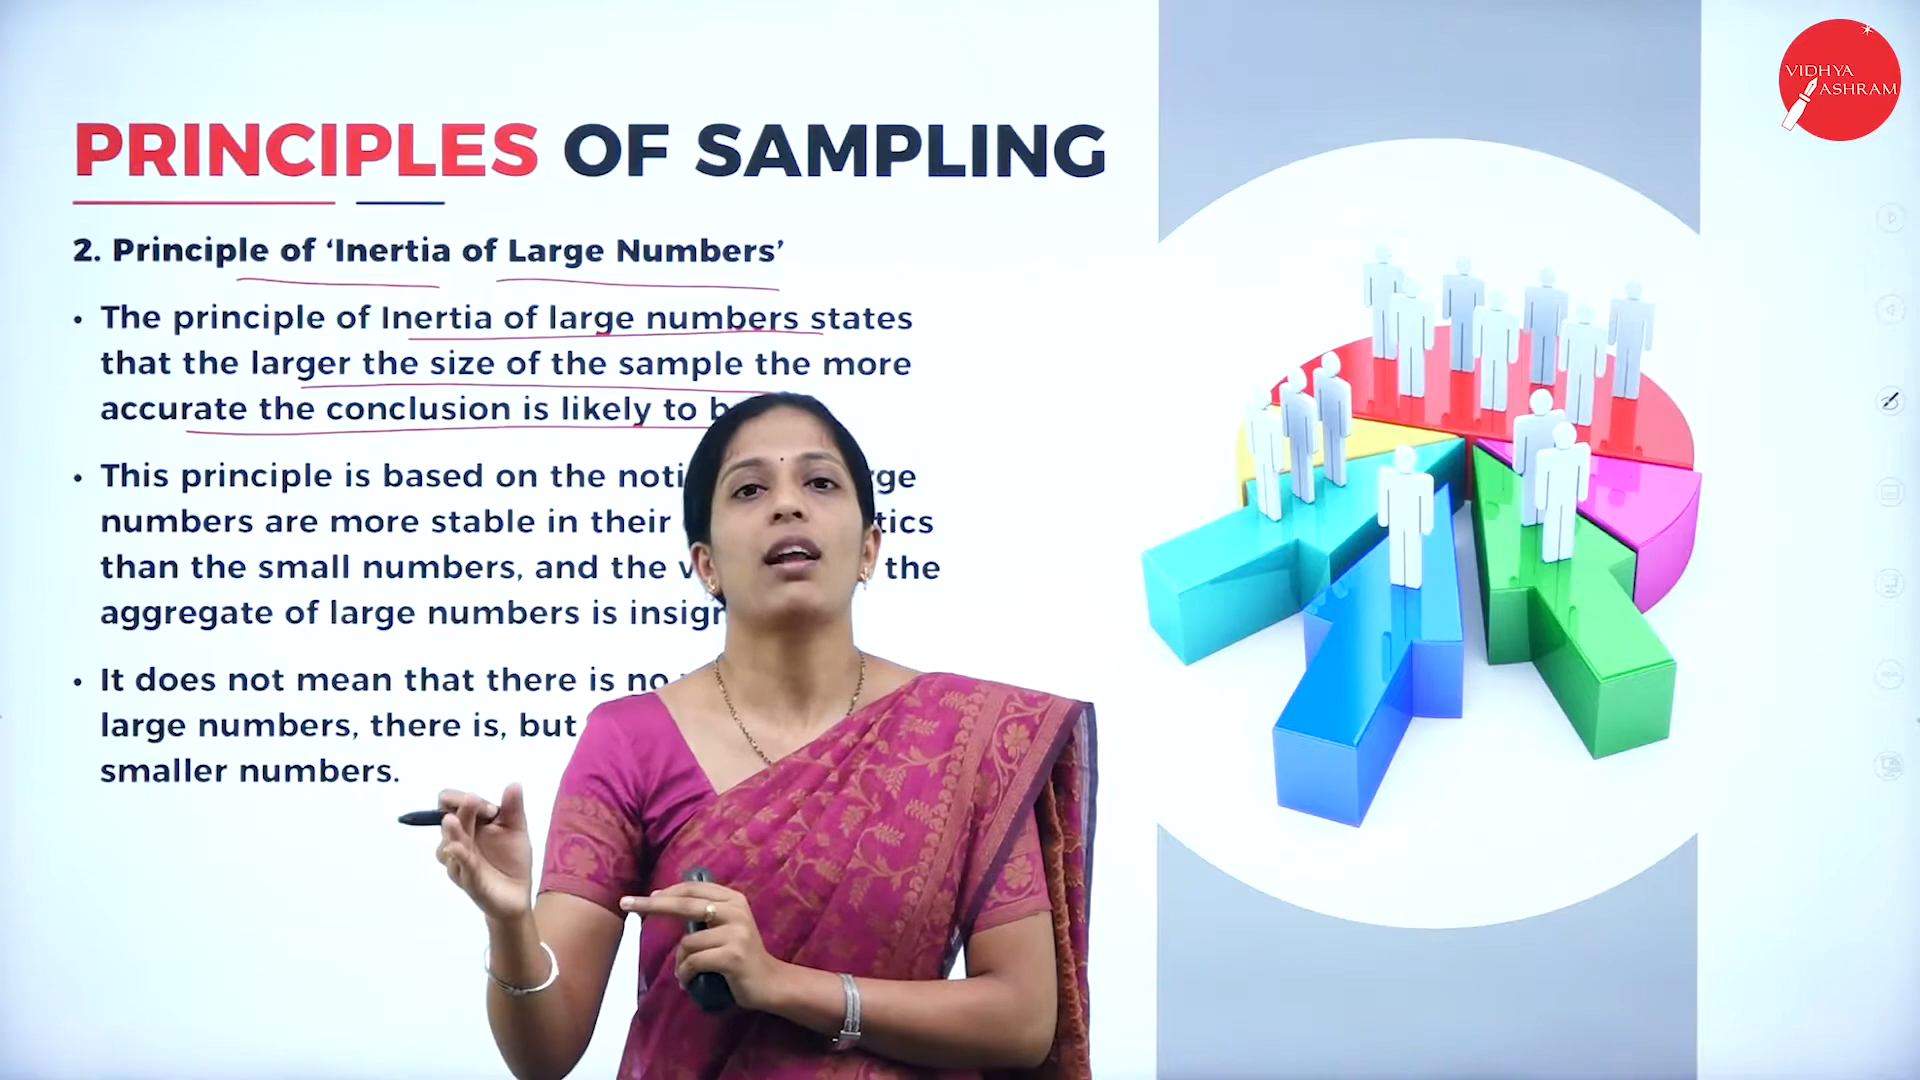 VIDHYA
ASHRAM
PRINCIPLES OF SAMPLING
2. Principle of ‘Inertia of Large Numbers’
• The principle of Inertia of large numbers states
that the larger the size of the sample the more
accurate the conclusion is likely to
• This principle is based on the
numbers are more stable in their
than the small numbers, and the the
aggregate of large numbers is
• It does not mean that there is no
large numbers, there is, but
smaller numbers.